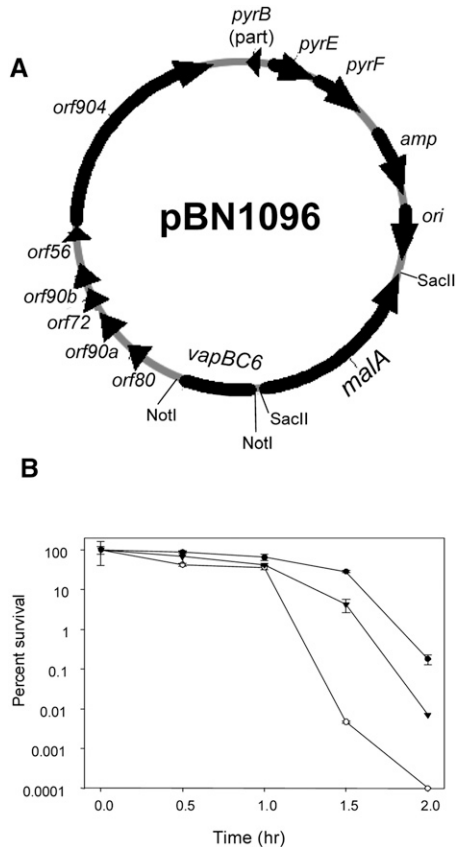 A
pyrB
(part)
pyrE
pyrF
amp
ori
SacII
malA
SacII
NotI
vapBC6
NotI
orf80
orf90a
orf72
orf90b
orf56
orf904
pBN1096
B
Percent survival
100
10
1
0.1
0.01
0.001
0.0001
0.0
0.5
1.0
1.5
2.0
Time (hr)